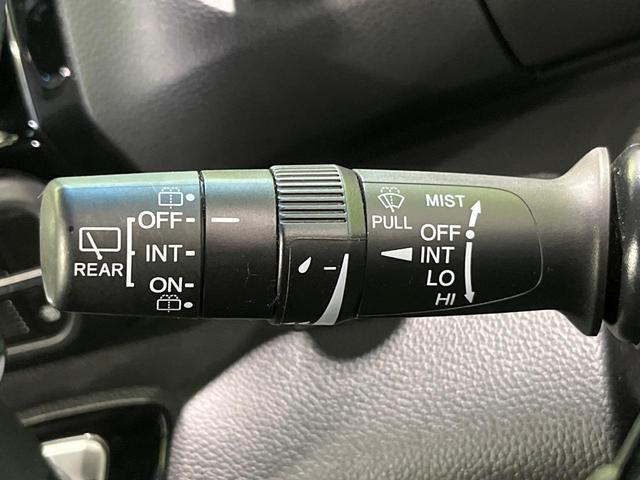 OFF
REAR
INT
ON
PULL
MIST
OFF
INT
LO
HI